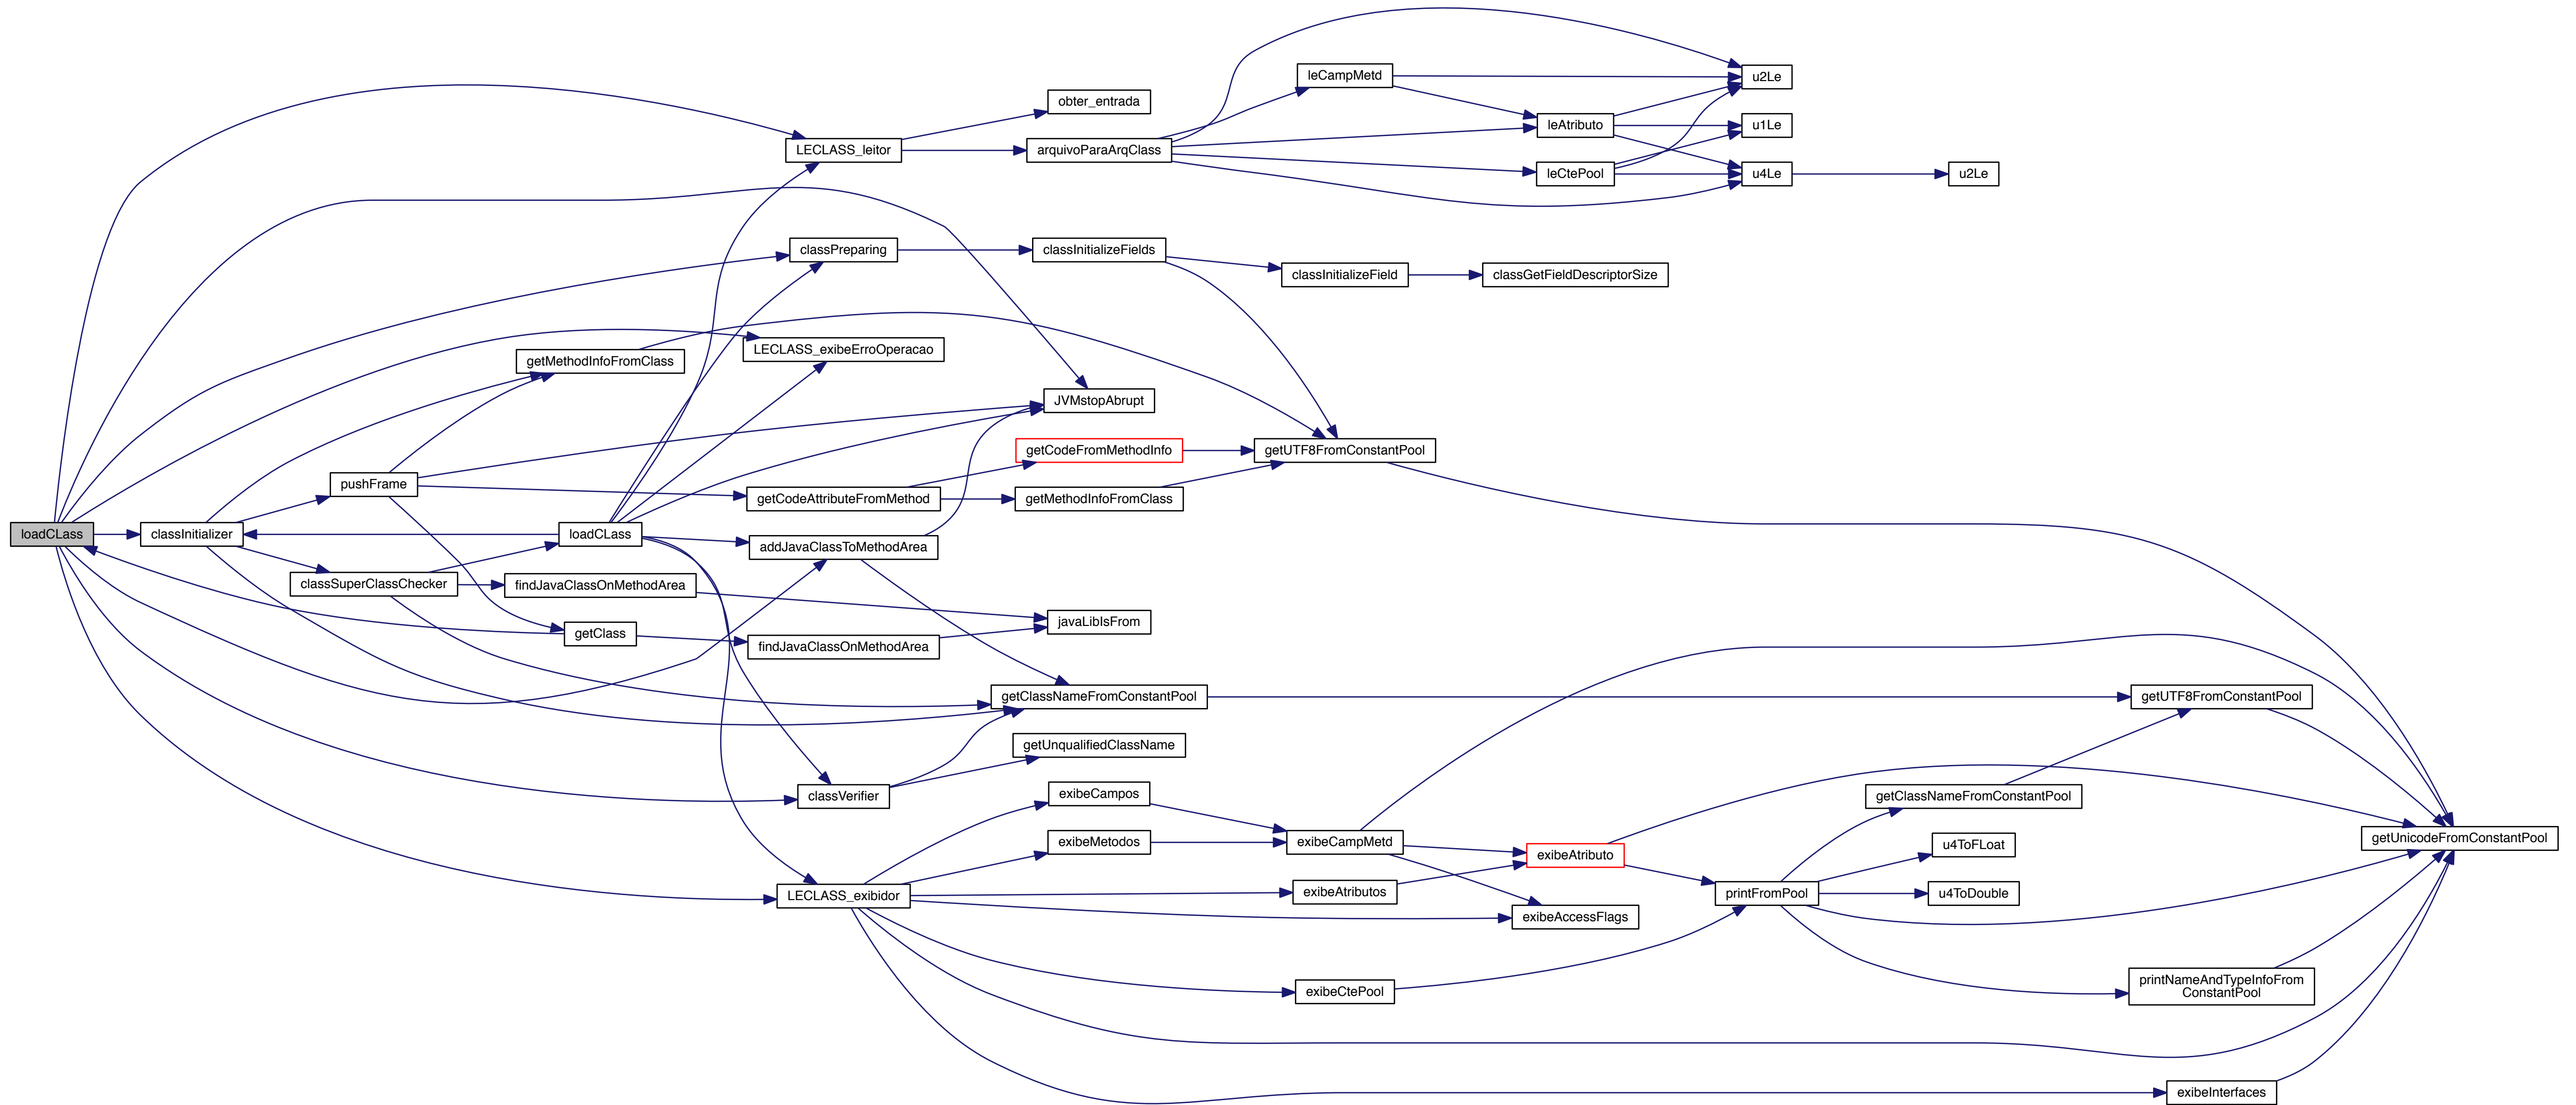 leCampMetd
u2Le
obter_entrada
leAtributo
u1Le
LECLASS_leitor
arquivoParaArqClass
leCtePool
u4Le
u2Le
classPreparing
classInitializeFields
classInitializeField
classGetFieldDescriptorSize
getMethodInfoFromClass
LECLASS_exibeErroOperacao
JVMstopAbrupt
getCodeFromMethodInfo
getUTF8FromConstantPool
pushFrame
getCodeAttributeFromMethod
getMethodInfoFromClass
loadCLass
classInitializer
loadCLass
addJavaClassToMethodArea
classSuperClassChecker
findJavaClassOnMethodArea
javaLibIsFrom
getClass
findJavaClassOnMethodArea
getClassNameFromConstantPool
getUTF8FromConstantPool
getUnqualifiedClassName
classVerifier
exibeCampos
getClassNameFromConstantPool
exibeMetodos
exibeCampMetd
exibeAtributo
u4ToFLoat
getUnicodeFromConstantPool
LECLASS_exibidor
exibeAtributos
printFromPool
u4ToDouble
exibeAccessFlags
exibeCtePool
printNameAndTypeInfoFrom
ConstantPool
exibeInterfaces